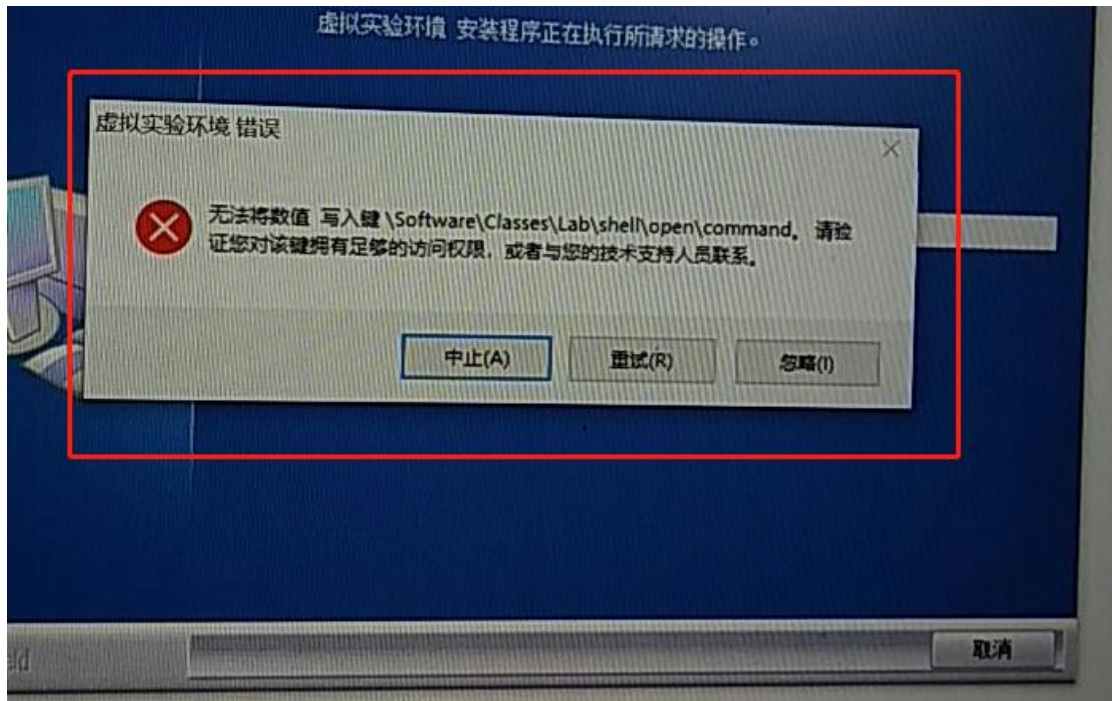 虚拟实验环境 安装程序正在执行所请求的操作。
虚拟实验环境 错误
无法将数值 写入键 \Software\Classes\Lab\shell\open\command。 请验
证您对该键拥有足够的访问权限，或者与您的技术支持人员联系。
中止(A)
重试(R)
忽略(I)
取消